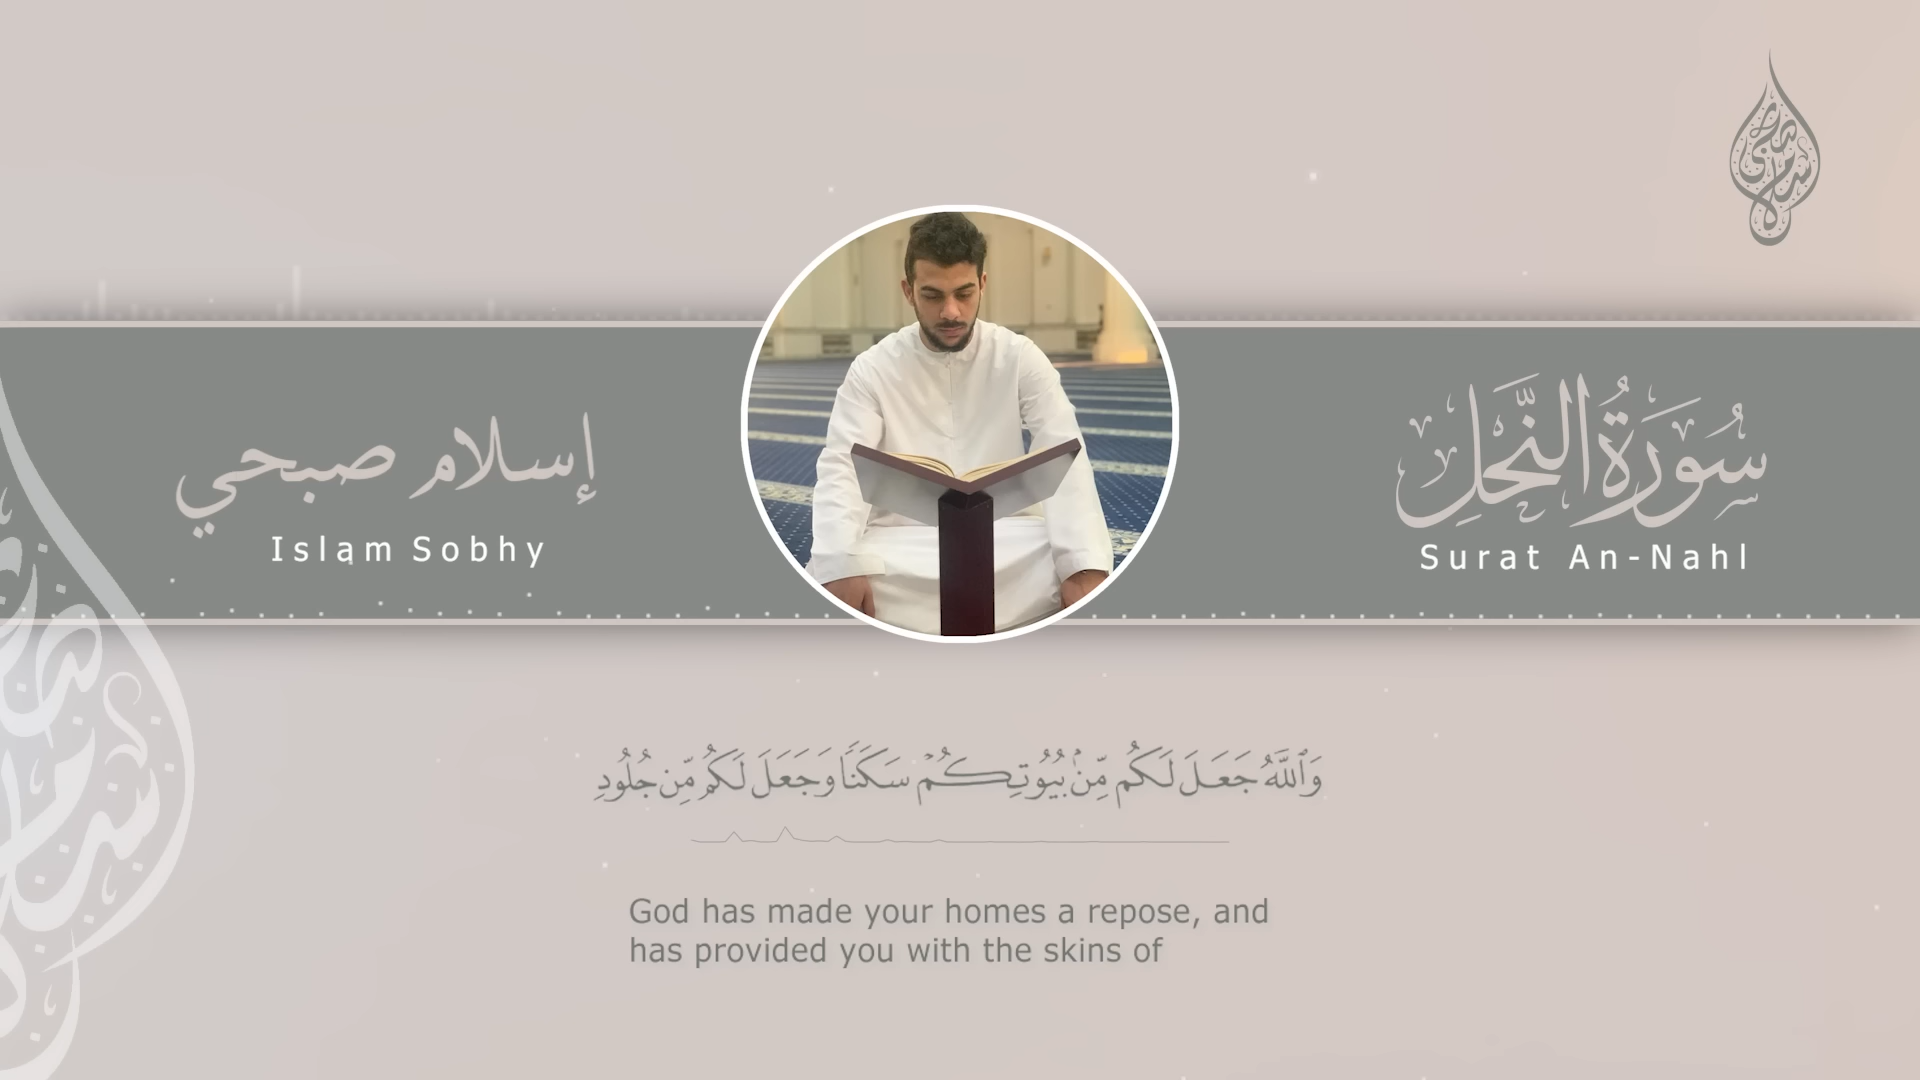 إسلام صبحي
Islam Sobhy
سُورَةُ النَّحْلِ
Surat An-Nahl
وَٱللَّهُ جَعَلَ لَكُم مِّنۢ بُيُوتِكُمْ سَكَنًا وَجَعَلَ لَكُم مِّن جُلُودِ
God has made your homes a repose, and
has provided you with the skins of